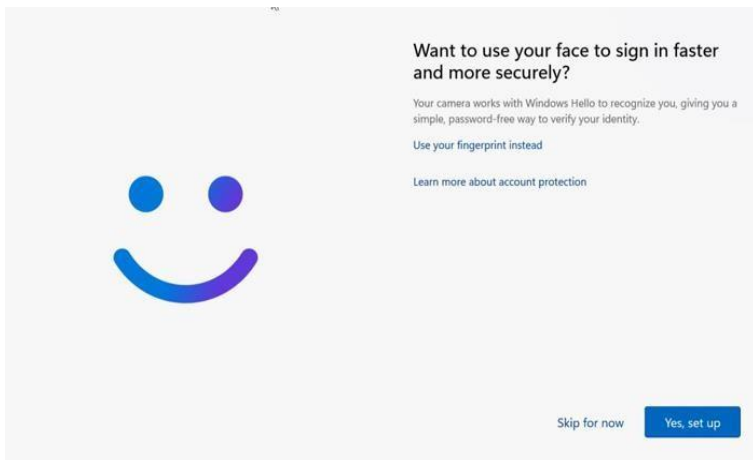 Want to use your face to sign in faster
and more securely?
Your camera works with Windows Hello to recognize you, giving you a
simple, password-free way to verify your identity.
Use your fingerprint instead
Learn more about account protection
Skip for now
Yes, set up